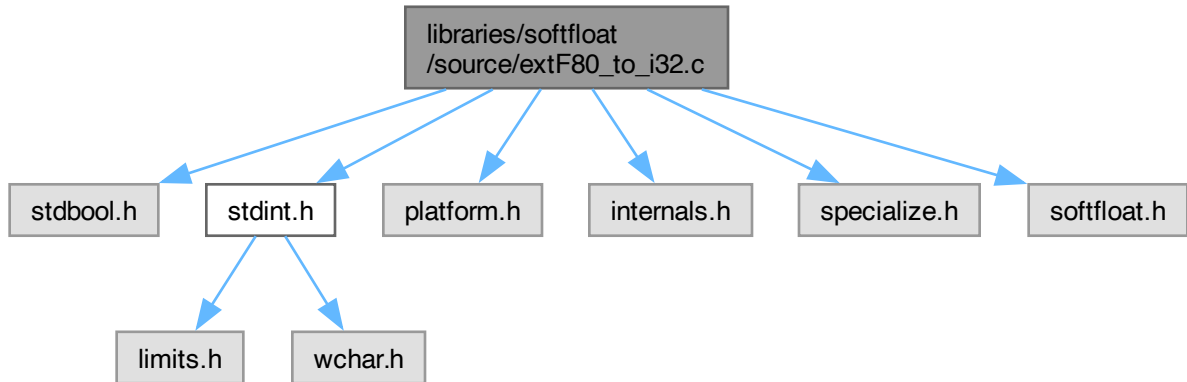 libraries/softfloat
/source/extF80_to_i32.c
stdbool.h
stdint.h
platform.h
internals.h
specialize.h
softfloat.h
limits.h
wchar.h